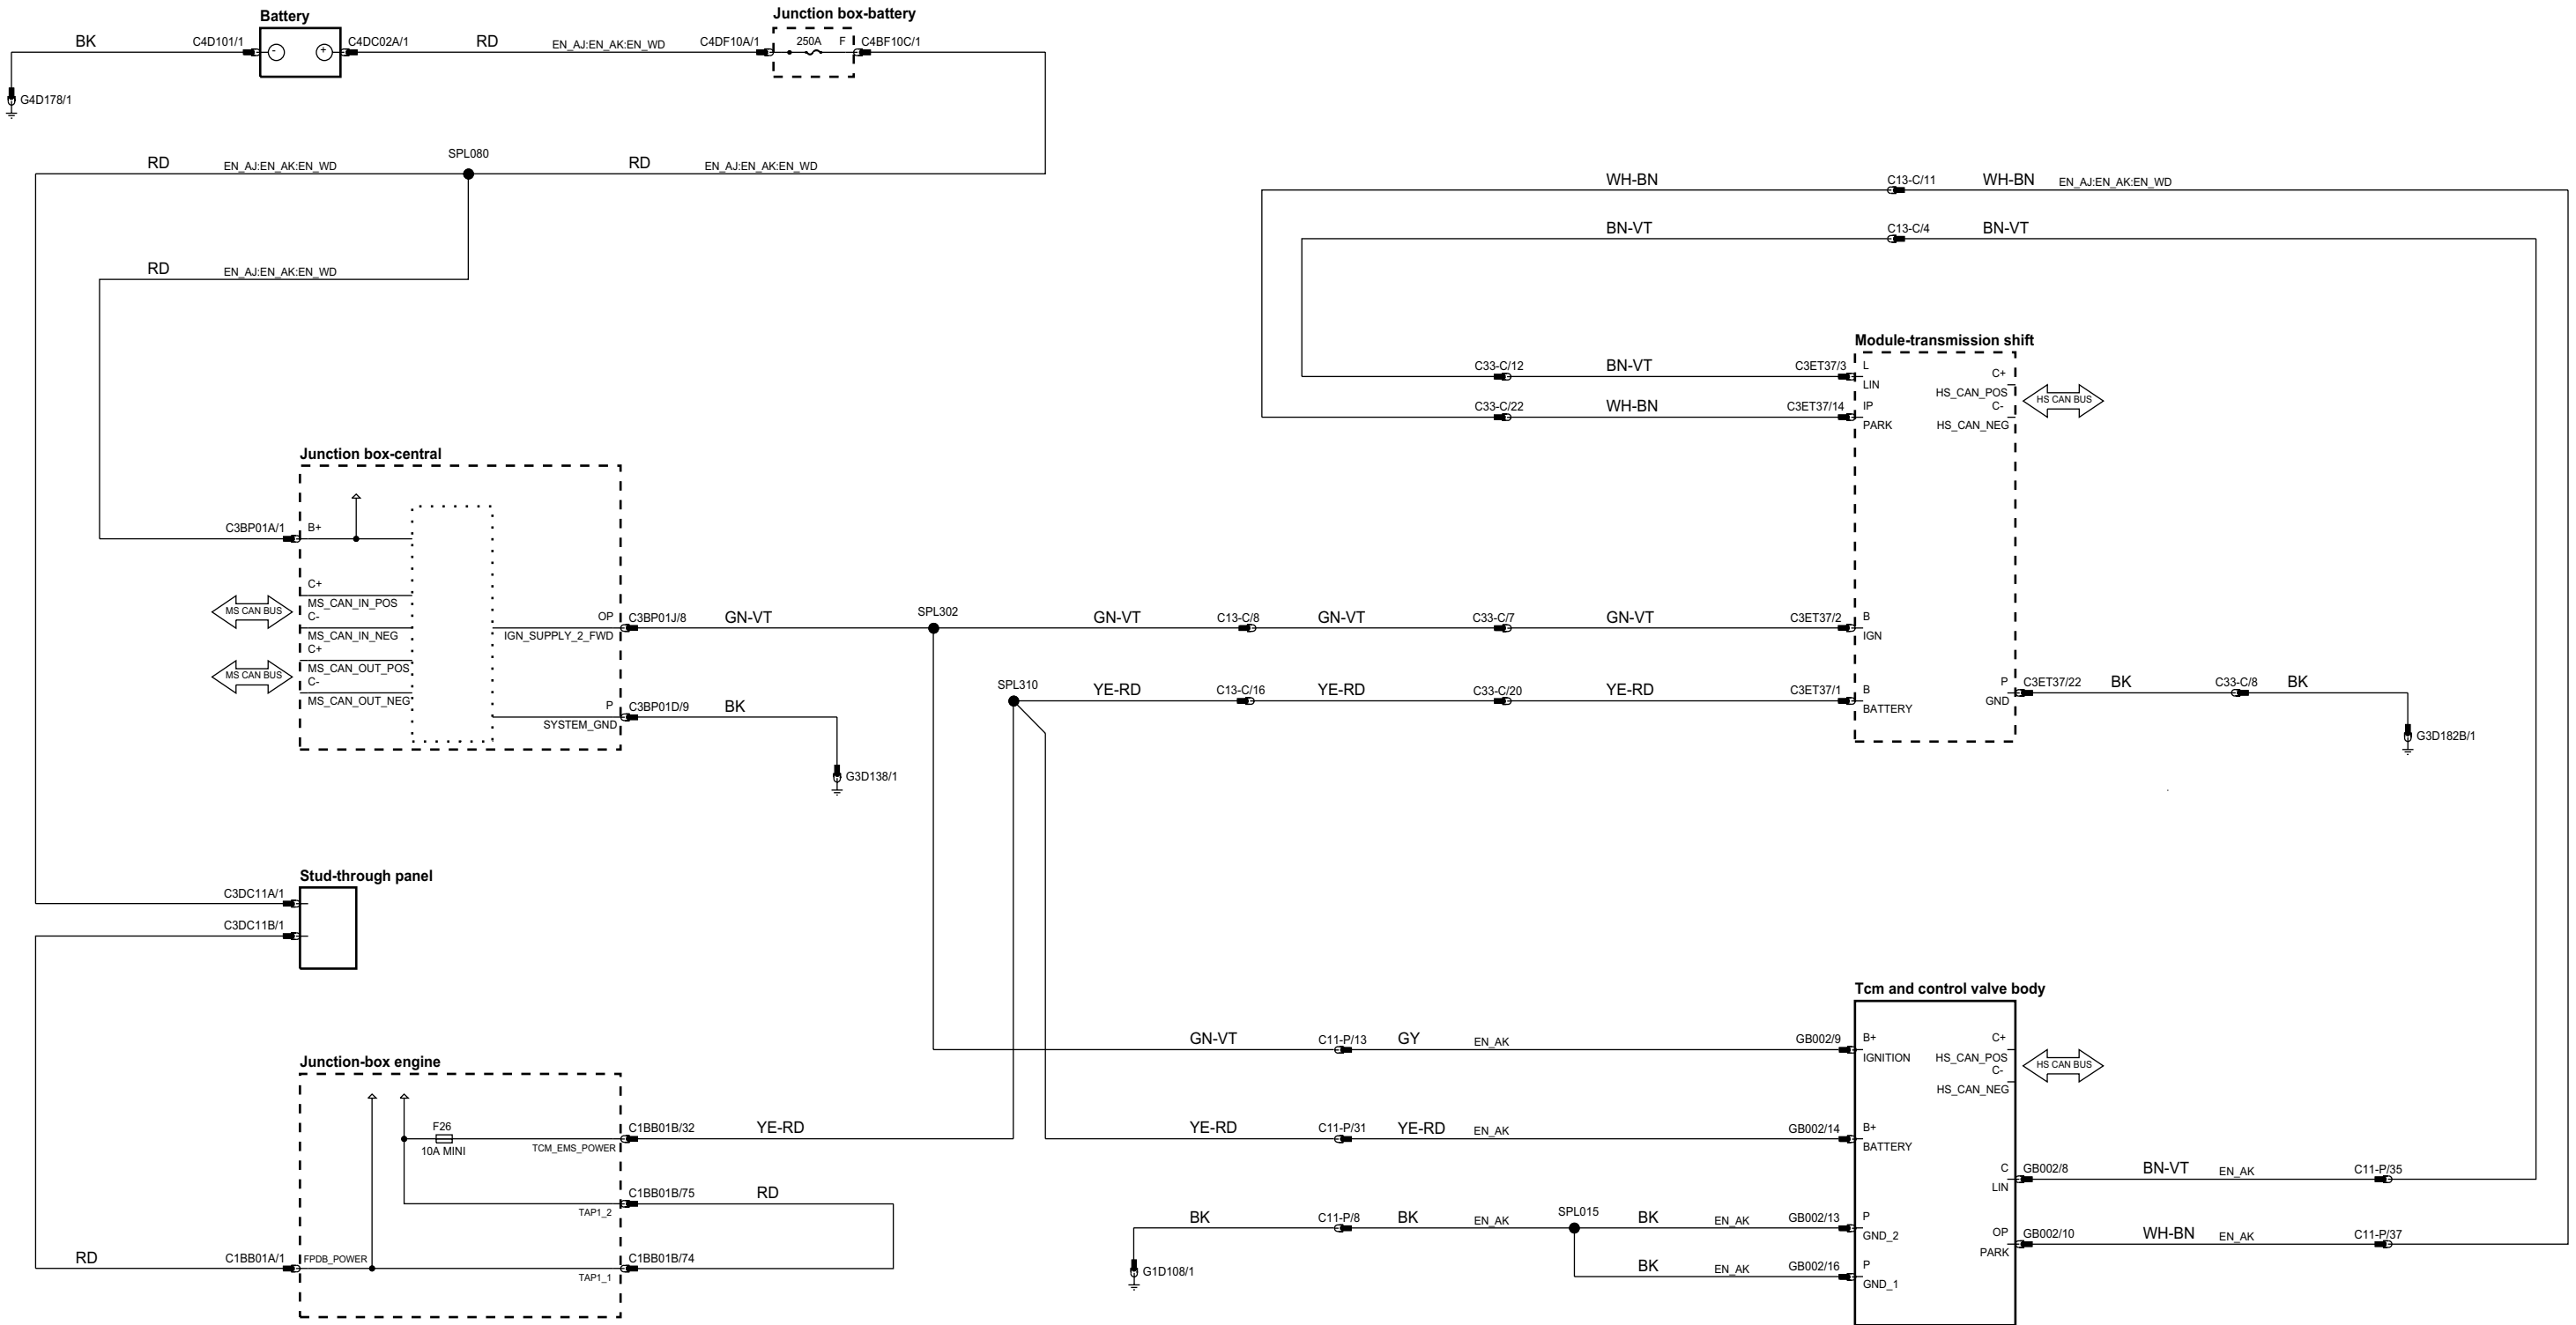 Battery
Junction box-battery
BK
C4D101/1
-
+
C4DC02A/1
RD
EN_AJ:EN_AK:EN_WD
C4DF10A/1
250A
F
C4BF10C/1
G4D178/1
RD
EN_AJ:EN_AK:EN_WD
SPL080
RD
EN_AJ:EN_AK:EN_WD
WH-BN
C13-C/11
WH-BN
EN_AJ:EN_AK:EN_WD
BN-VT
C13-C/4
BN-VT
RD
EN_AJ:EN_AK:EN_WD
Module-transmission shift
C33-C/12
BN-VT
C3ET37/3
L
LIN
C+
HS_CAN_POS
C-
HS_CAN_NEG
HS CAN BUS
C33-C/22
WH-BN
C3ET37/14
IP
PARK
Junction box-central
C3BP01A/1
B+
C+
MS_CAN_IN_POS
C-
MS_CAN_IN_NEG
MS CAN BUS
C+
MS_CAN_OUT_POS
C-
MS_CAN_OUT_NEG
MS CAN BUS
OP
IGN_SUPPLY_2_FWD
C3BP01J/8
GN-VT
SPL302
GN-VT
C13-C/8
GN-VT
C33-C/7
GN-VT
C3ET37/2
B
IGN
P
SYSTEM_GND
C3BP01D/9
BK
G3D138/1
SPL310
YE-RD
C13-C/16
YE-RD
C33-C/20
YE-RD
C3ET37/1
B
BATTERY
P
GND
C3ET37/22
BK
C33-C/8
BK
G3D182B/1
Stud-through panel
C3DC11A/1
C3DC11B/1
Tcm and control valve body
GN-VT
C11-P/13
GY
EN_AK
GB002/9
B+
IGNITION
C+
HS_CAN_POS
C-
HS_CAN_NEG
HS CAN BUS
Junction-box engine
F26
10A MINI
TCM_EMS_POWER
C1BB01B/32
YE-RD
YE-RD
C11-P/31
YE-RD
EN_AK
GB002/14
B+
BATTERY
TAP1_2
C1BB01B/75
RD
C
LIN
GB002/8
BN-VT
EN_AK
C11-P/35
BK
C11-P/8
BK
EN_AK
SPL015
BK
EN_AK
GB002/13
P
GND_2
OP
PARK
GB002/10
WH-BN
EN_AK
C11-P/37
RD
C1BB01A/1
FPDB_POWER
TAP1_1
C1BB01B/74
G1D108/1
BK
EN_AK
GB002/16
P
GND_1